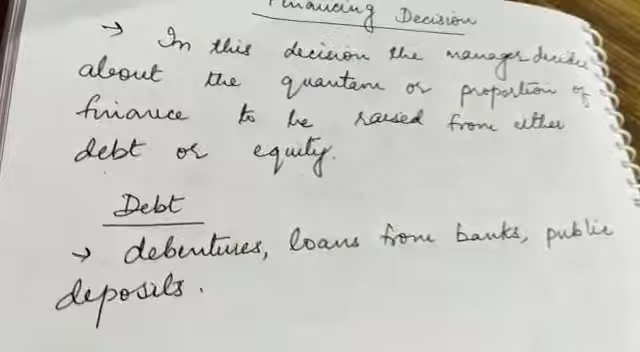 Financing Decision
→ In this decision the manager decides
about the quantam or proportion of
finance to be raised from either
debt or equity.
Debt
→ debentures, loans from banks, public
deposits.